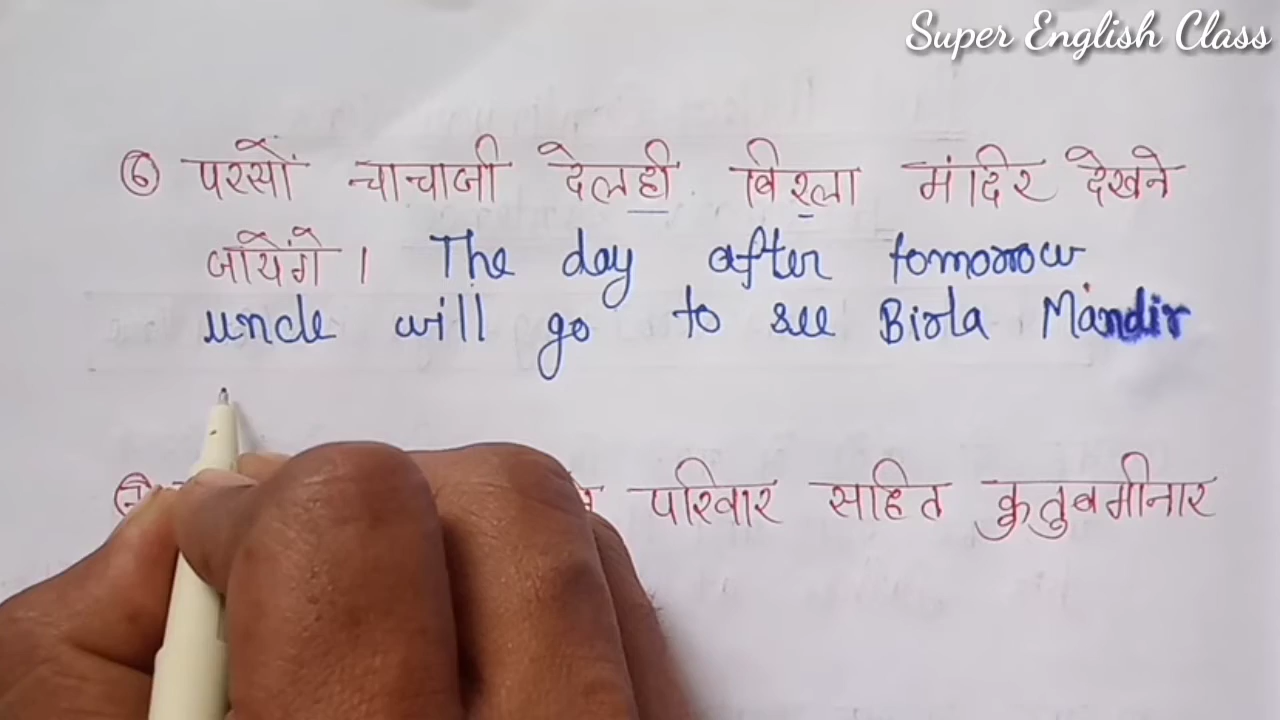 Super English Class
⑥ परसों चाचाजी देलही बिरला मंदिर देखने
जायेंगे । The day after tomorrow
uncle will go to see Birla Mandir
परिवार सहित कुतुबमीनार